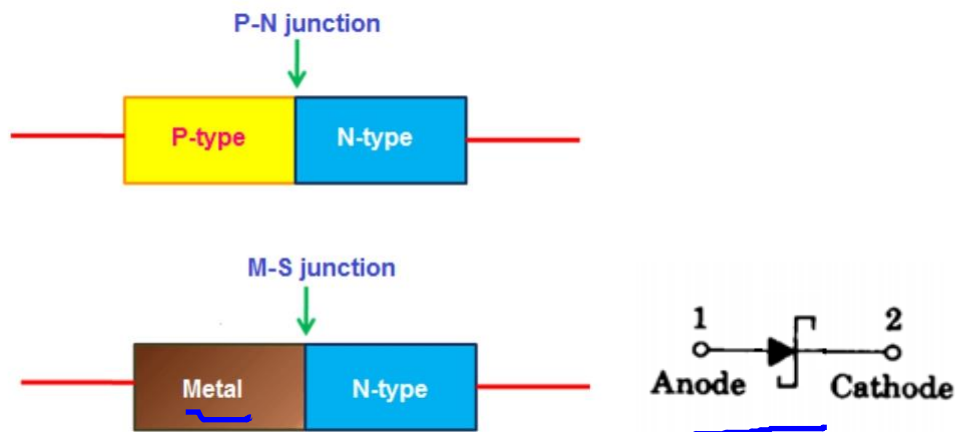 P-N junction
P-type N-type
M-S junction
Metal N-type
1 2
Anode Cathode